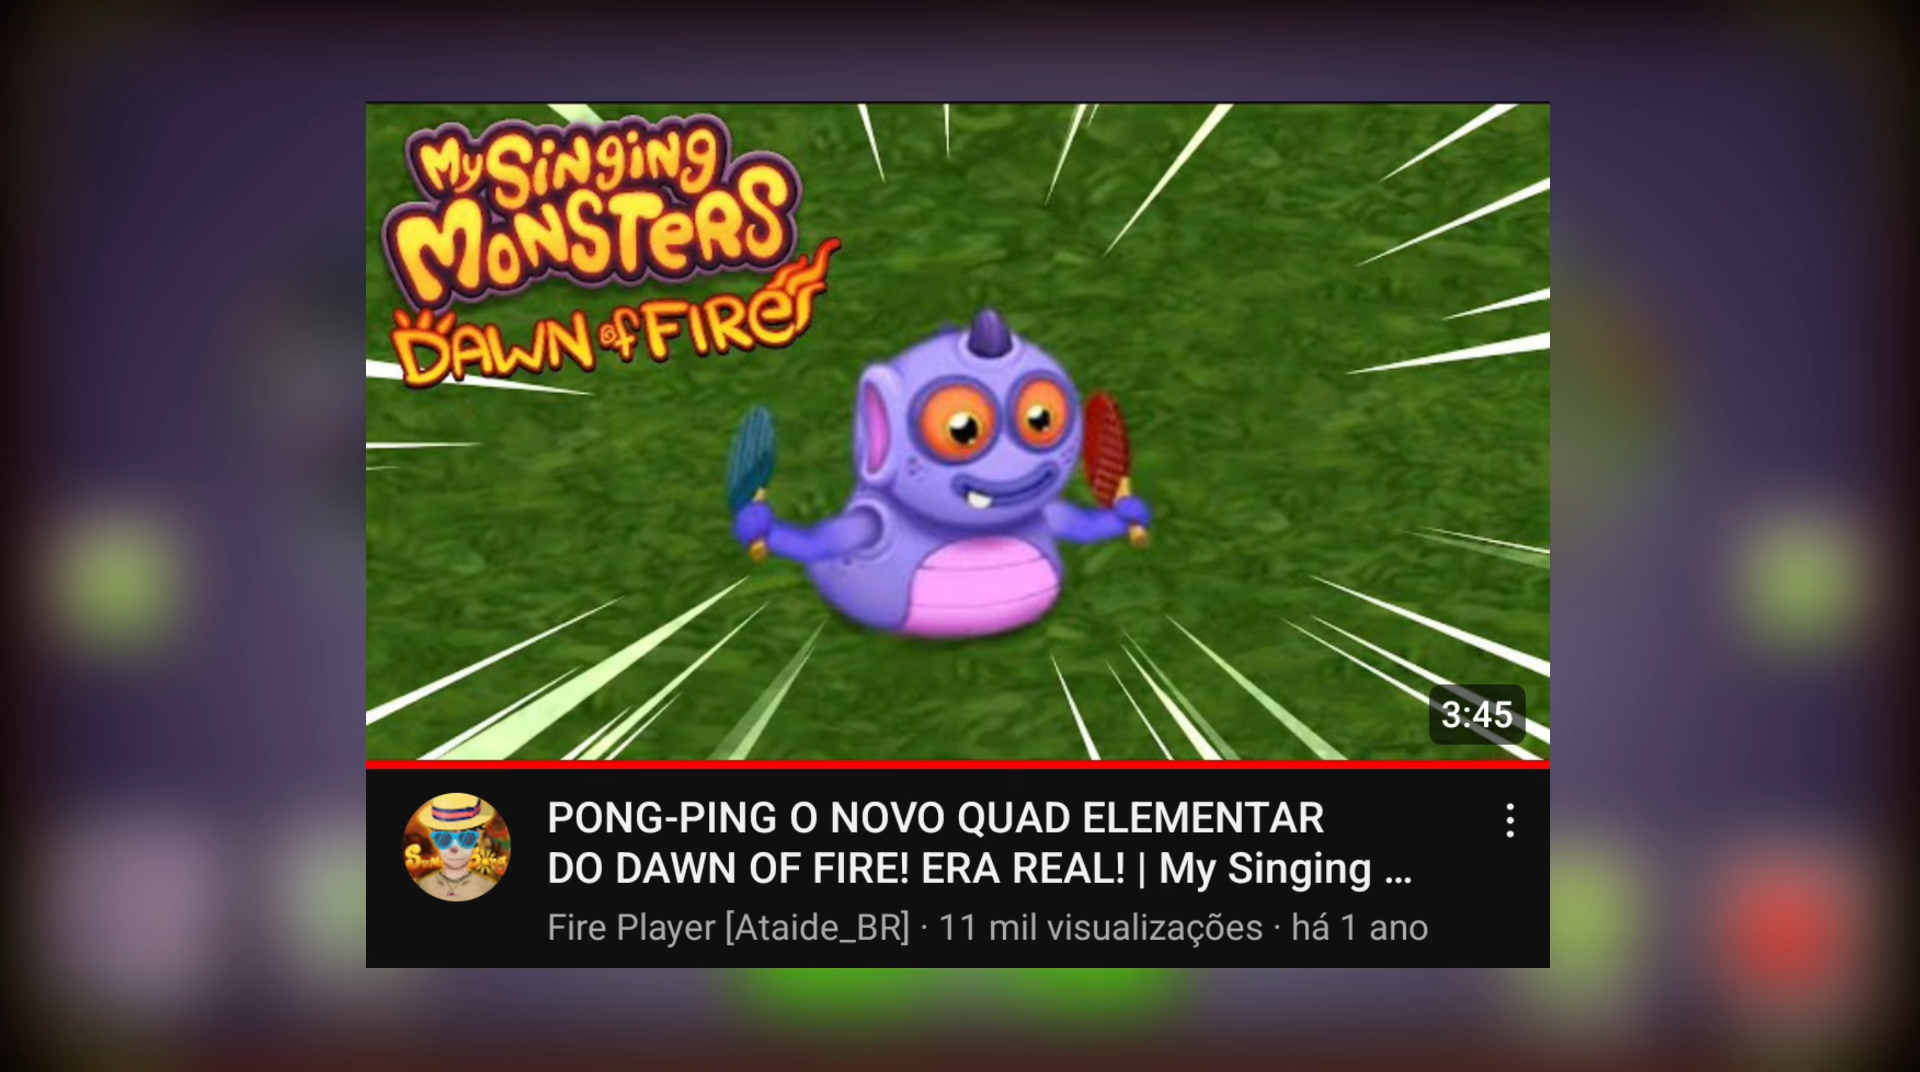 My Singing
Monsters
Dawn of Fire
3:45
PONG-PING O NOVO QUAD ELEMENTAR
DO DAWN OF FIRE! ERA REAL! | My Singing ...
Fire Player [Ataide_BR] · 11 mil visualizações · há 1 ano